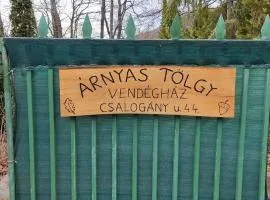 ÁRNYAS TÖLGY
VENDÉGHÁZ
CSALOGÁNY u. 44.